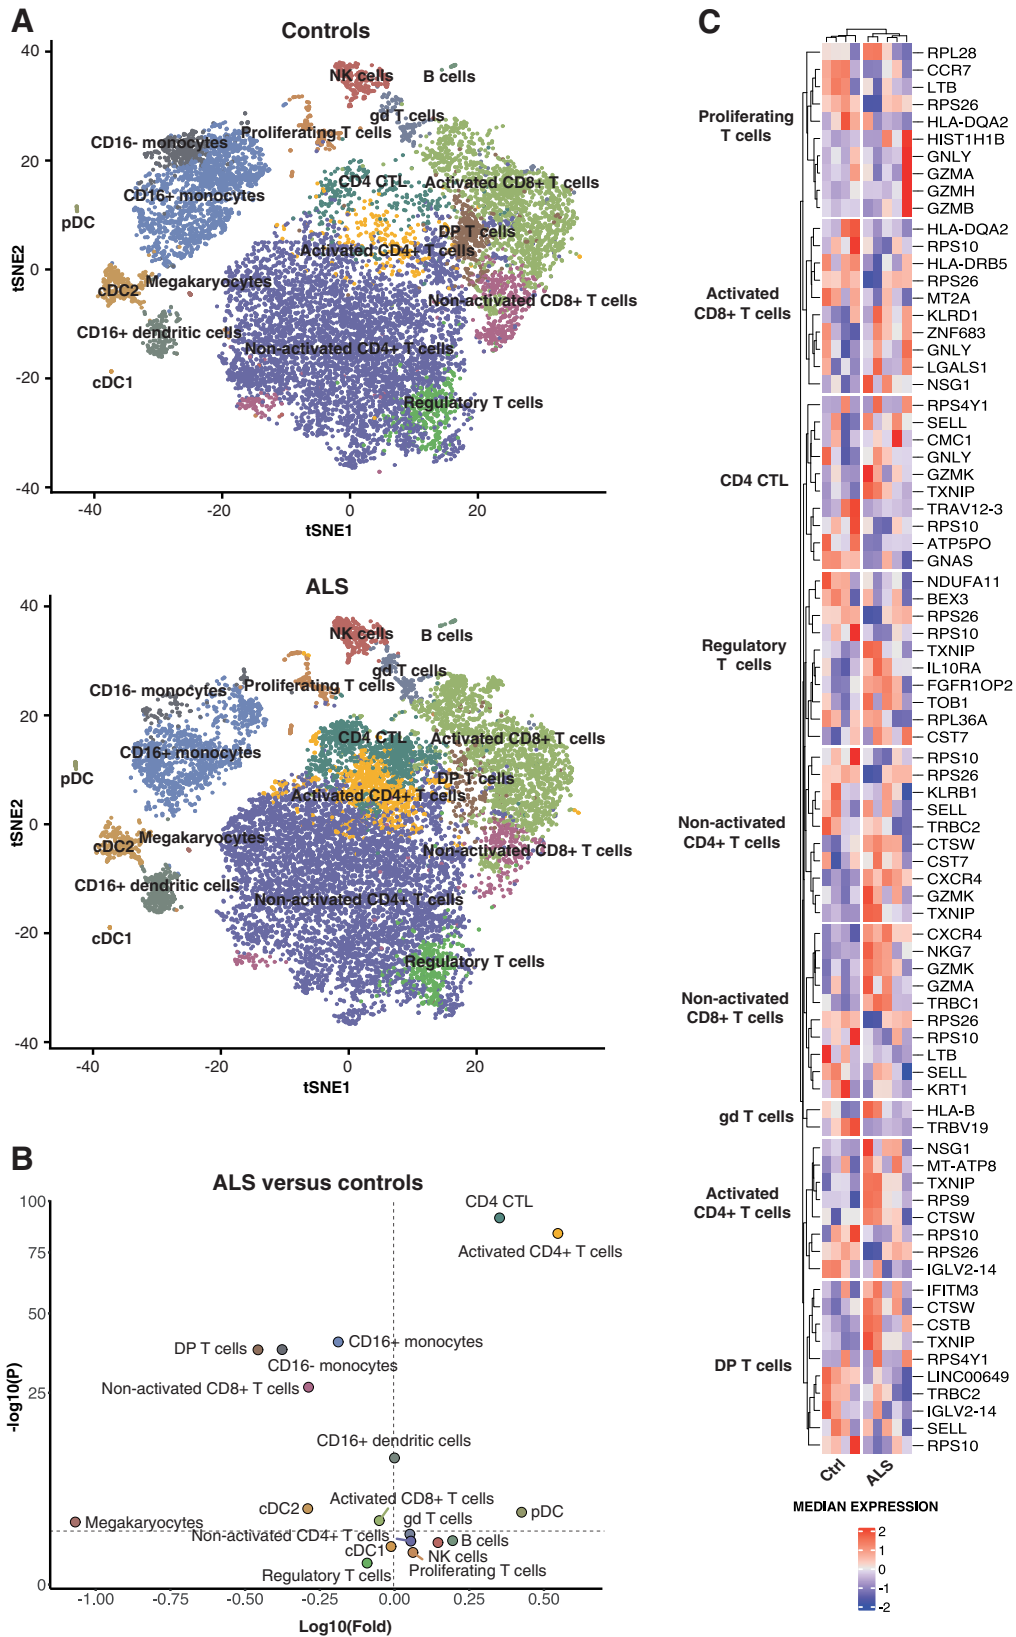 A
Controls
40
20
0
-20
-40
tSNE2
-40
-20
0
20
tSNE1
NK cells
B cells
gd T cells
Proliferating T cells
CD16- monocytes
CD4 CTL
Activated CD8+ T cells
CD16+ monocytes
pDC
DP T cells
Activated CD4+ T cells
cDC2
Megakaryocytes
Non-activated CD8+ T cells
CD16+ dendritic cells
Non-activated CD4+ T cells
cDC1
Regulatory T cells
ALS
40
20
0
-20
-40
tSNE2
-40
-20
0
20
tSNE1
NK cells
B cells
gd T cells
Proliferating T cells
CD16- monocytes
CD4 CTL
Activated CD8+ T cells
CD16+ monocytes
pDC
DP T cells
Activated CD4+ T cells
cDC2
Megakaryocytes
Non-activated CD8+ T cells
CD16+ dendritic cells
Non-activated CD4+ T cells
cDC1
Regulatory T cells
B
ALS versus controls
100
75
50
25
0
-log10(P)
CD4 CTL
Activated CD4+ T cells
DP T cells
CD16+ monocytes
CD16- monocytes
Non-activated CD8+ T cells
CD16+ dendritic cells
cDC2
Activated CD8+ T cells
pDC
Megakaryocytes
gd T cells
Non-activated CD4+ T cells
B cells
cDC1
NK cells
Regulatory T cells
Proliferating T cells
-1.00
-0.75
-0.50
-0.25
0.00
0.25
0.50
Log10(Fold)
C
Proliferating
T cells
RPL28
CCR7
LTB
RPS26
HLA-DQA2
HIST1H1B
GNLY
GZMA
GZMH
GZMB
Activated
CD8+ T cells
HLA-DQA2
RPS10
HLA-DRB5
RPS26
MT2A
KLRD1
ZNF683
GNLY
LGALS1
NSG1
CD4 CTL
RPS4Y1
SELL
CMC1
GNLY
GZMK
TXNIP
TRAV12-3
RPS10
ATP5PO
GNAS
Regulatory
T cells
NDUFA11
BEX3
RPS26
RPS10
TXNIP
IL10RA
FGFR1OP2
TOB1
RPL36A
CST7
Non-activated
CD4+ T cells
RPS10
RPS26
KLRB1
SELL
TRBC2
CTSW
CST7
CXCR4
GZMK
TXNIP
Non-activated
CD8+ T cells
CXCR4
NKG7
GZMK
GZMA
TRBC1
RPS26
RPS10
LTB
SELL
KRT1
gd T cells
HLA-B
TRBV19
Activated
CD4+ T cells
NSG1
MT-ATP8
TXNIP
RPS9
CTSW
RPS10
RPS26
IGLV2-14
DP T cells
IFITM3
CTSW
CSTB
TXNIP
RPS4Y1
LINC00649
TRBC2
IGLV2-14
SELL
RPS10
Ctrl
ALS
MEDIAN EXPRESSION
2
1
0
-1
-2